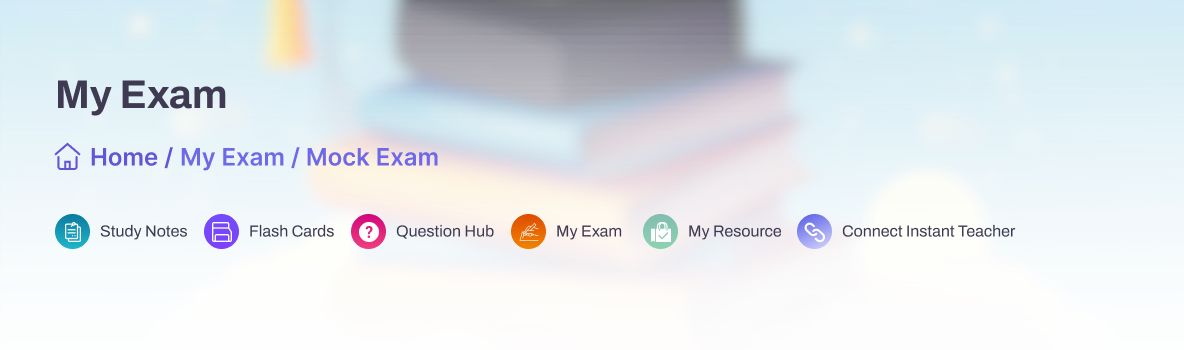 My Exam
Home / My Exam / Mock Exam
Study Notes Flash Cards Question Hub My Exam My Resource Connect Instant Teacher